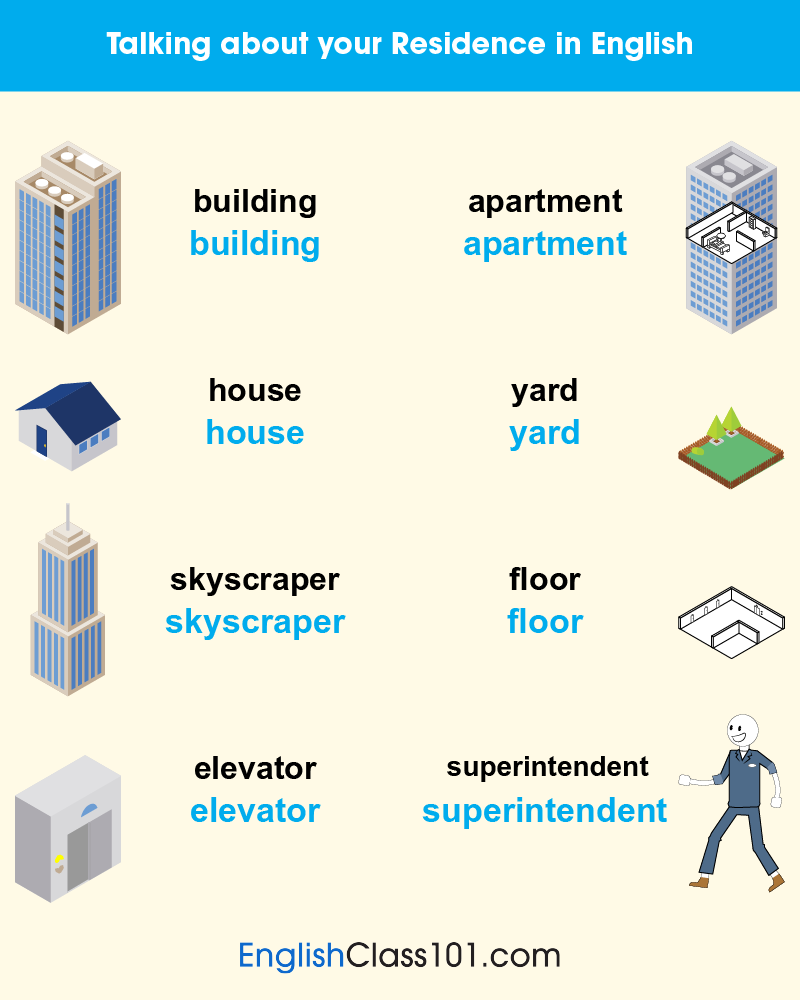 Talking about your Residence in English
building
building
apartment
apartment
house
house
yard
yard
skyscraper
skyscraper
floor
floor
elevator
elevator
superintendent
superintendent
EnglishClass101.com